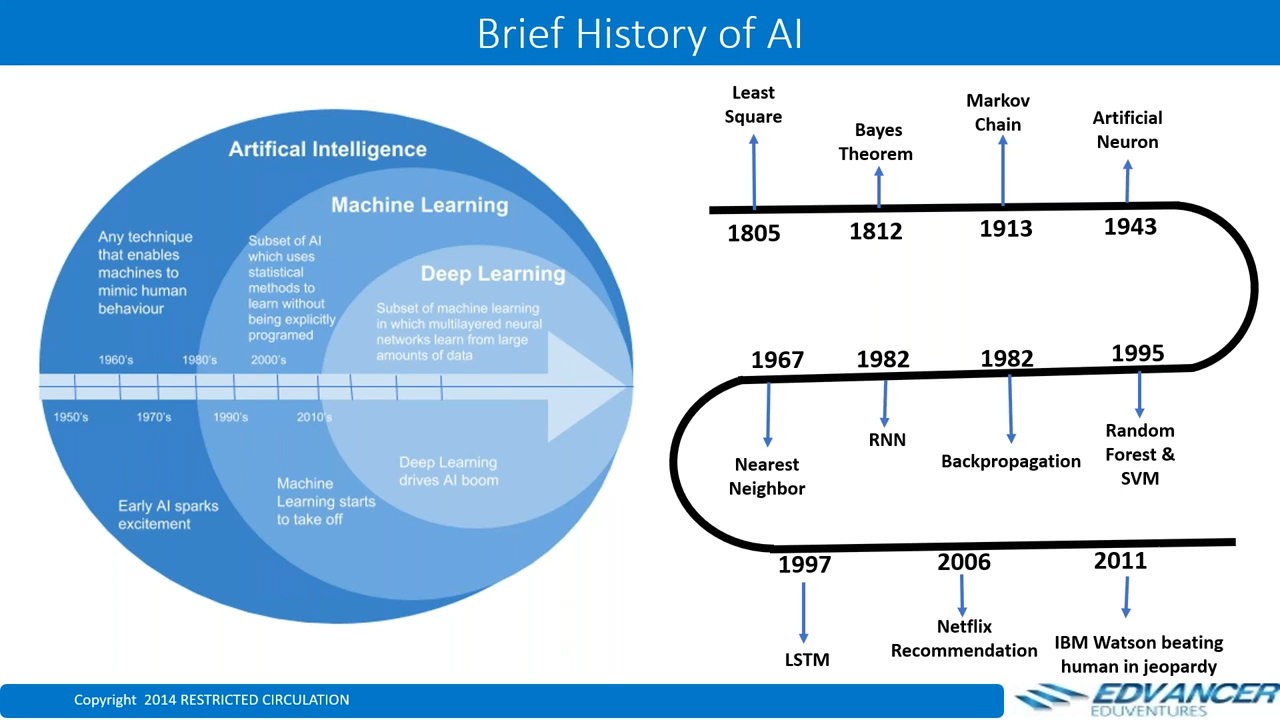 Brief History of AI
Artifical Intelligence
Machine Learning
Deep Learning
Any technique
that enables
machines to
mimic human
behaviour
Subset of AI
which uses
statistical
methods to
learn without
being explicitly
programed
Subset of machine learning
in which multilayered neural
networks learn from large
amounts of data
1960's
1980's
2000's
1950's
1970's
1990's
2010's
Early AI sparks
excitement
Machine
Learning starts
to take off
Deep Learning
drives AI boom
Least
Square
Bayes
Theorem
Markov
Chain
Artificial
Neuron
1805
1812
1913
1943
1967
1982
1982
1995
Nearest
Neighbor
RNN
Backpropagation
Random
Forest &
SVM
1997
2006
2011
LSTM
Netflix
Recommendation
IBM Watson beating
human in jeopardy
Copyright 2014 RESTRICTED CIRCULATION
EDVANCER
EDUVENTURES